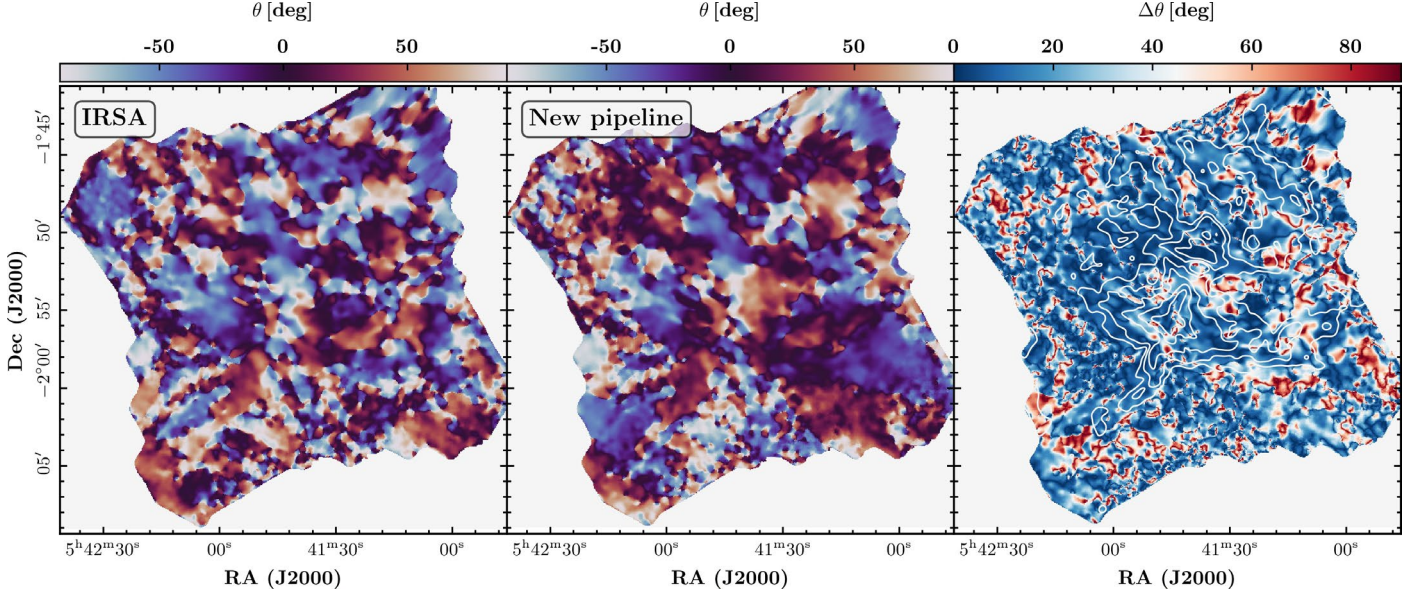 θ [deg]
θ [deg]
Δθ [deg]
-50 0 50
-50 0 50
0 20 40 60 80
IRSA
New pipeline
Dec (J2000)
−1°45′
50′
55′
−2°00′
05′
5ʰ42ᵐ30ˢ 00ˢ 41ᵐ30ˢ 00ˢ
5ʰ42ᵐ30ˢ 00ˢ 41ᵐ30ˢ 00ˢ
5ʰ42ᵐ30ˢ 00ˢ 41ᵐ30ˢ 00ˢ
RA (J2000)
RA (J2000)
RA (J2000)